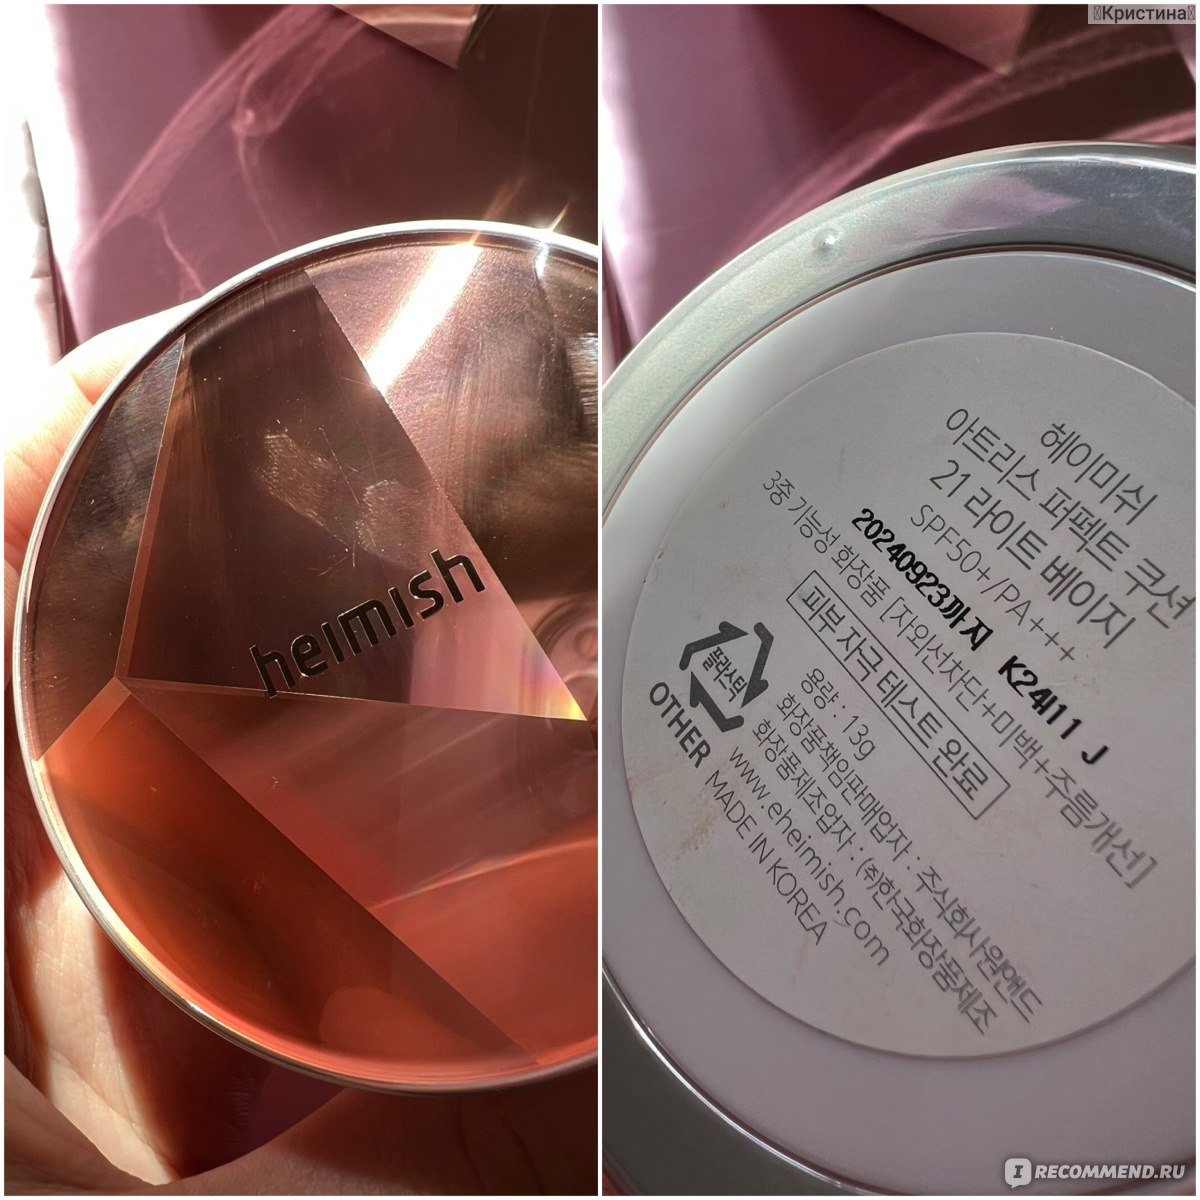 Кристина
heimish
헤이미쉬
아트리스 퍼펙트 쿠션
21 라이트 베이지
SPF50+/PA+++
20240923까지 K24I11 J
3중 기능성 화장품 [자외선차단+미백+주름개선]
피부 자극 테스트 완료
용량 : 13g
화장품책임판매업자 : 주식회사원앤드
화장품제조업자 : (주)한국화장품제조
www.eheimish.com
MADE IN KOREA
플라스틱
OTHER
I RECOMMEND.RU